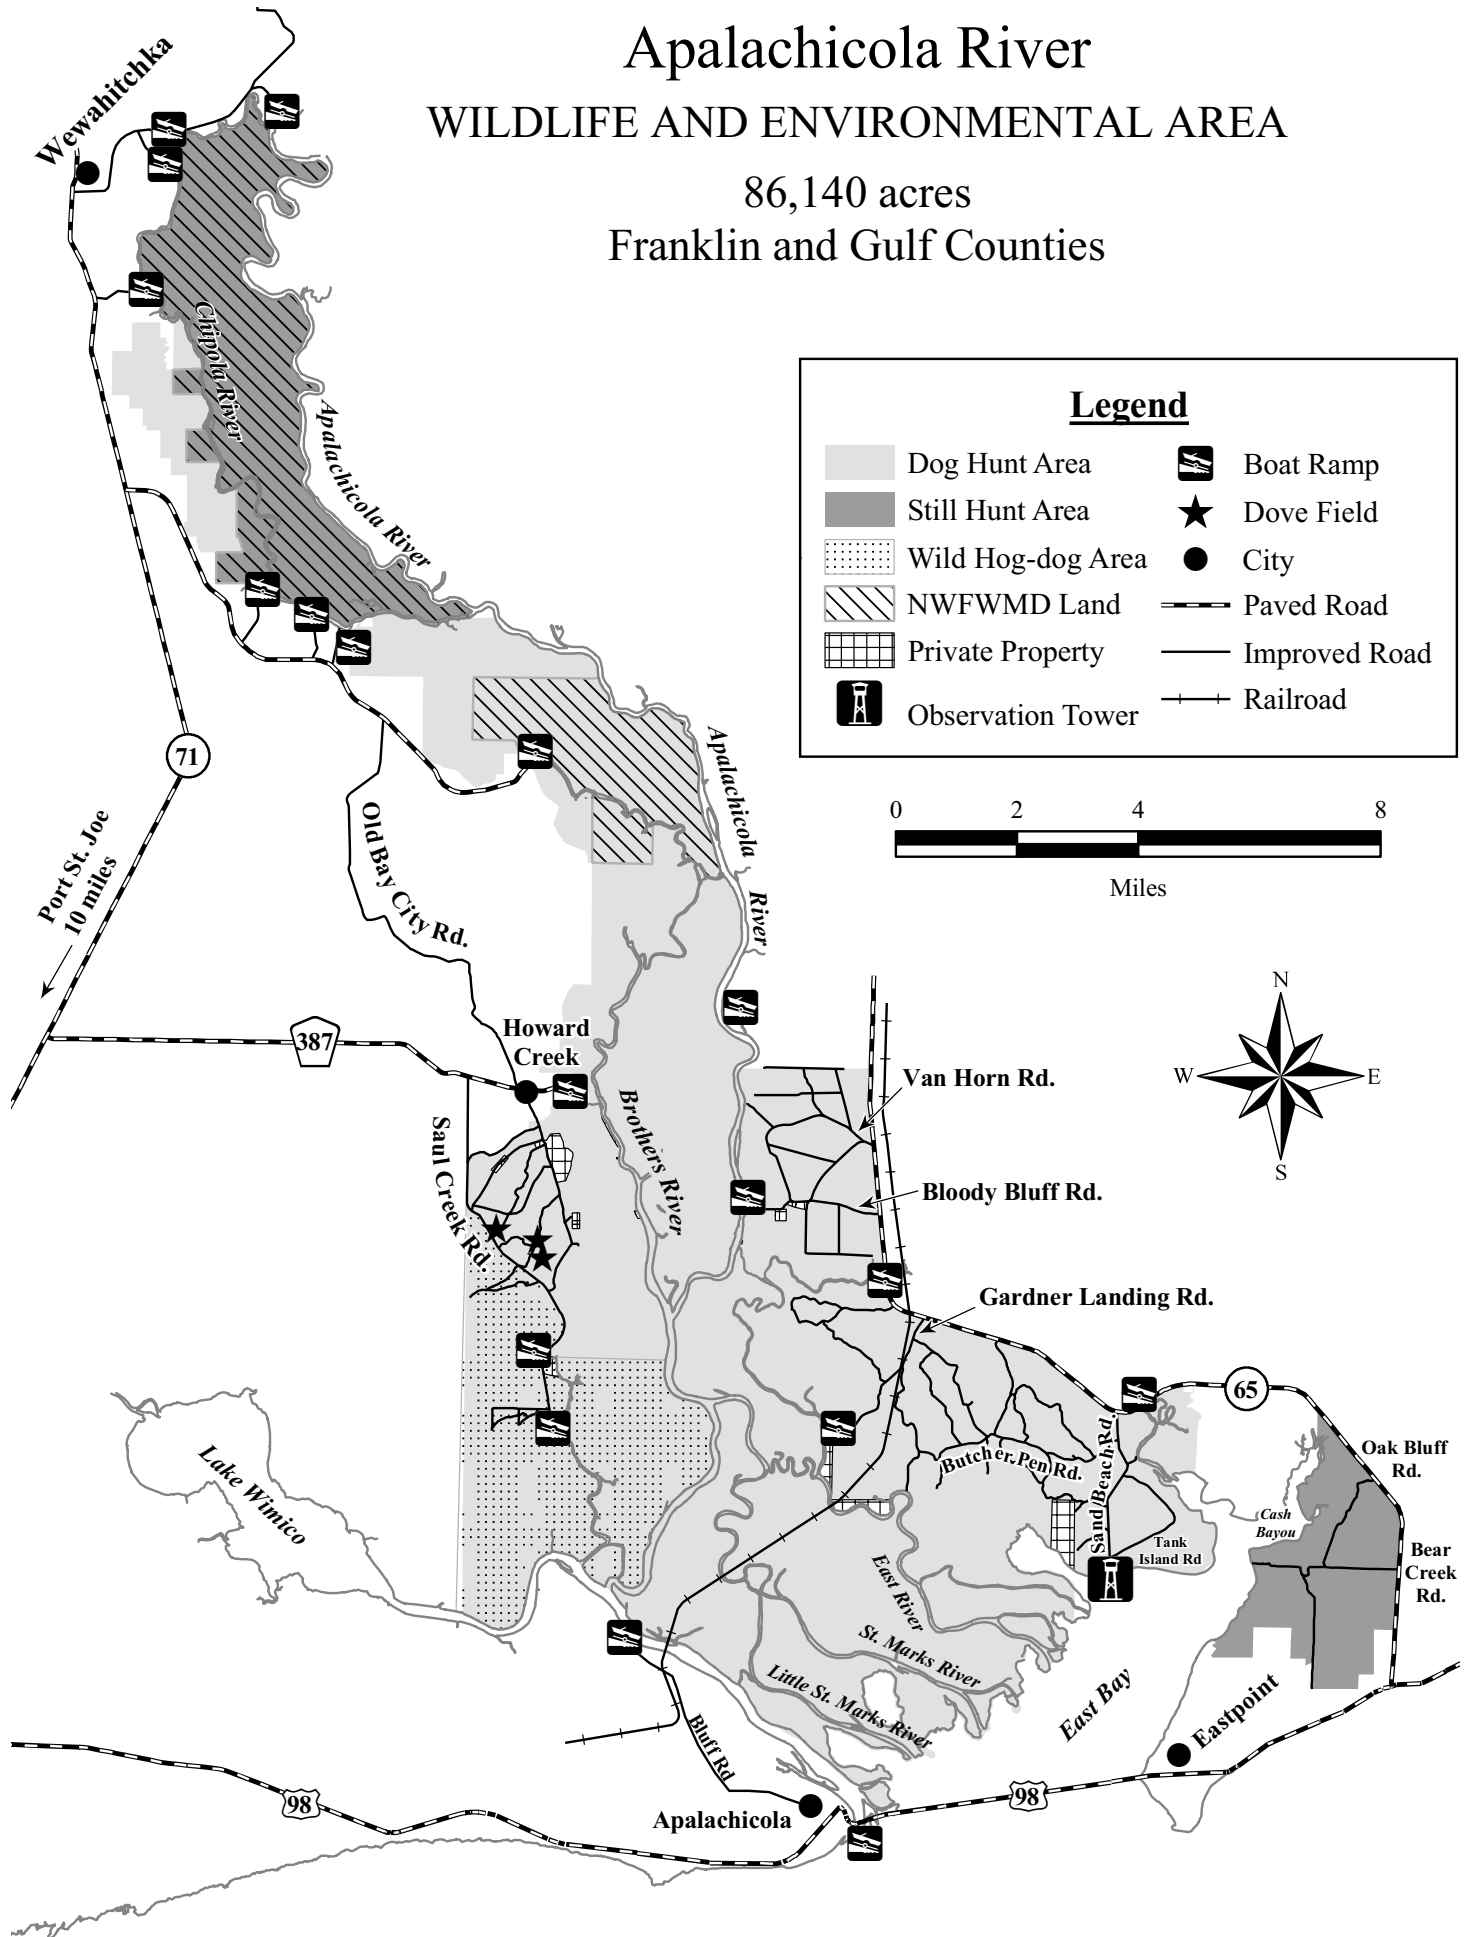 Apalachicola River
WILDLIFE AND ENVIRONMENTAL AREA
86,140 acres
Franklin and Gulf Counties
Wewahitchka
Chipola River
Apalachicola River
Legend
Dog Hunt Area
Still Hunt Area
Wild Hog-dog Area
NWFWMD Land
Private Property
Observation Tower
Boat Ramp
Dove Field
City
Paved Road
Improved Road
Railroad
0 2 4 8
Miles
71
Port St. Joe
10 miles
Old Bay City Rd.
Apalachicola
River
N
W E
S
387
Howard
Creek
Saul Creek Rd.
Brothers River
Van Horn Rd.
Bloody Bluff Rd.
Gardner Landing Rd.
65
Oak Bluff
Rd.
Butcher Pen Rd.
Sand Beach Rd.
Cash
Bayou
Tank
Island Rd
Bear
Creek
Rd.
Lake Wimico
East River
St. Marks River
Little St. Marks River
East Bay
Eastpoint
Bluff Rd
98
98
Apalachicola